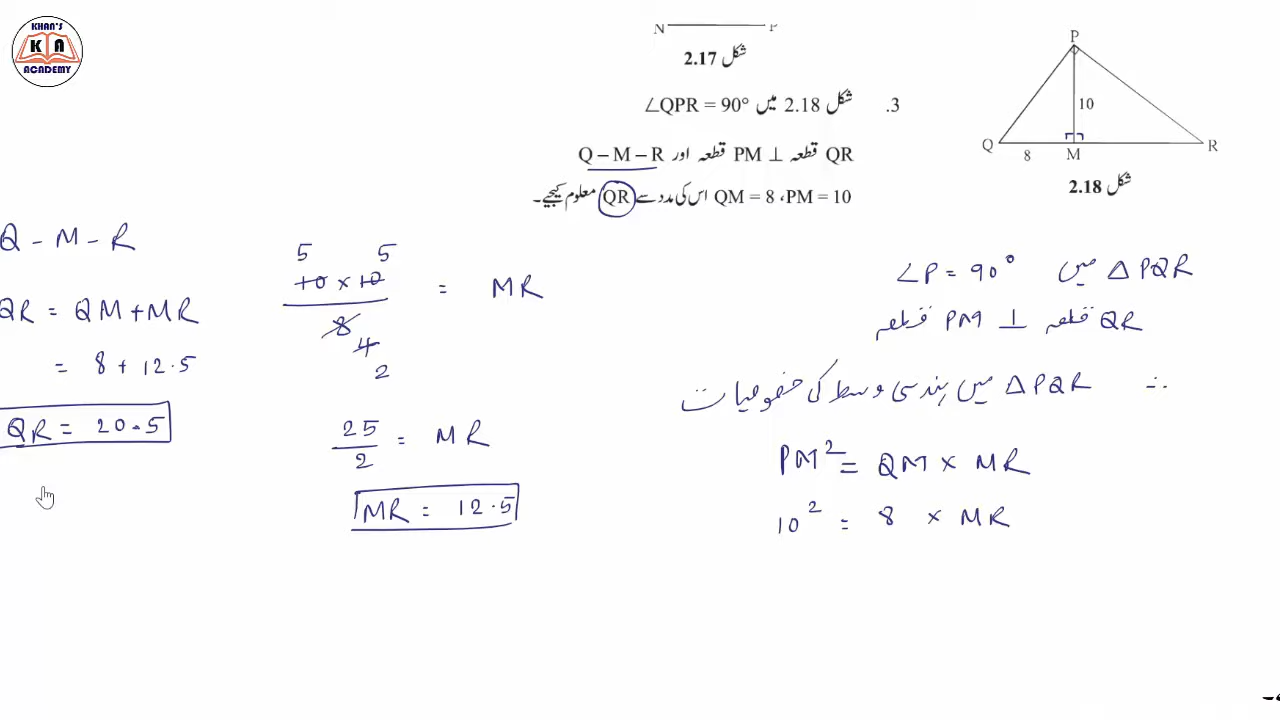 KHAN'S
K A
ACADEMY
N P
شکل 2.17
3. شکل 2.18 میں ∠QPR = 90°
قطعہ PM ⊥ قطعہ QR اور Q – M – R
PM = 10، QM = 8 اس کی مدد سے QR معلوم کیجیے۔
P
10
Q 8 M R
شکل 2.18
△ PQR میں ∠P = 90°
قطعہ PM ⊥ قطعہ QR
∴ △PQR میں ہندسی وسط کی خصوصیات
PM² = QM × MR
10² = 8 × MR
5 5
10 × 10 = MR
8
4
2
25/2 = MR
MR = 12.5
Q – M – R
QR = QM + MR
= 8 + 12.5
QR = 20.5